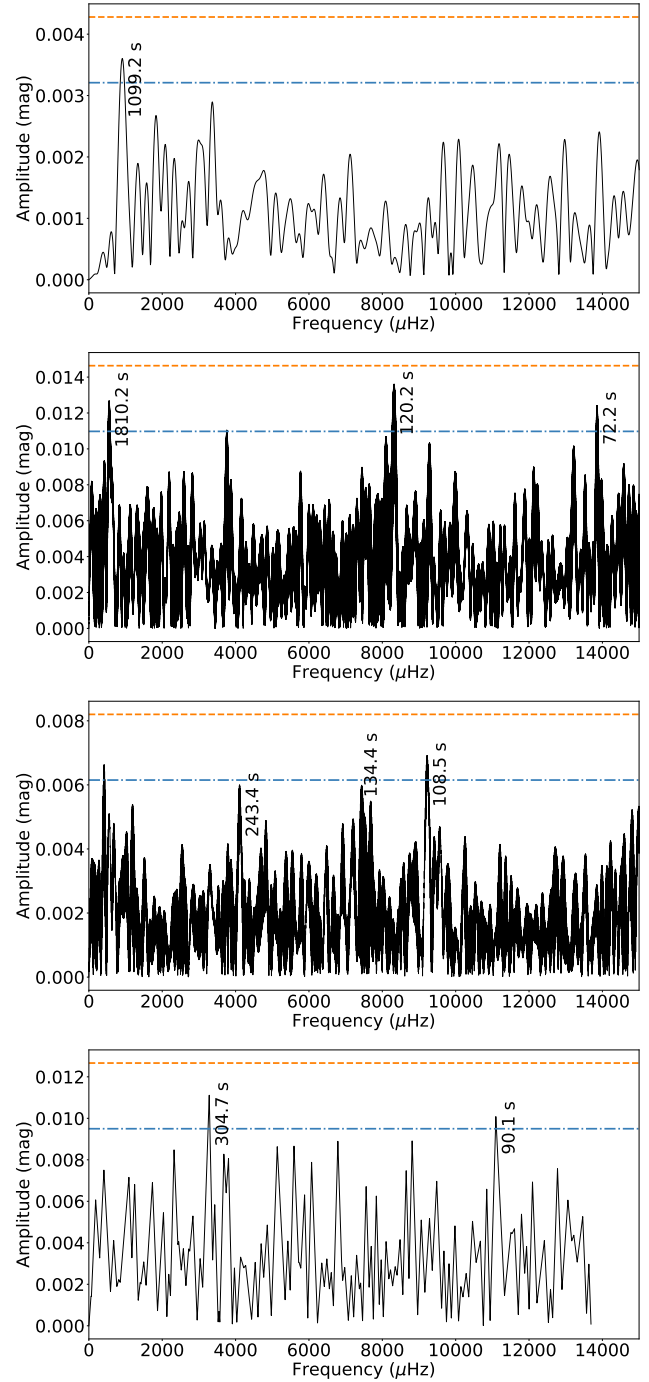 0.004
0.003
0.002
0.001
0.000
Amplitude (mag)
1099.2 s
0 2000 4000 6000 8000 10000 12000 14000
Frequency (μHz)
0.014
0.012
0.010
0.008
0.006
0.004
0.002
0.000
Amplitude (mag)
1810.2 s
120.2 s
72.2 s
0 2000 4000 6000 8000 10000 12000 14000
Frequency (μHz)
0.008
0.006
0.004
0.002
0.000
Amplitude (mag)
243.4 s
134.4 s
108.5 s
0 2000 4000 6000 8000 10000 12000 14000
Frequency (μHz)
0.012
0.010
0.008
0.006
0.004
0.002
0.000
Amplitude (mag)
304.7 s
90.1 s
0 2000 4000 6000 8000 10000 12000 14000
Frequency (μHz)